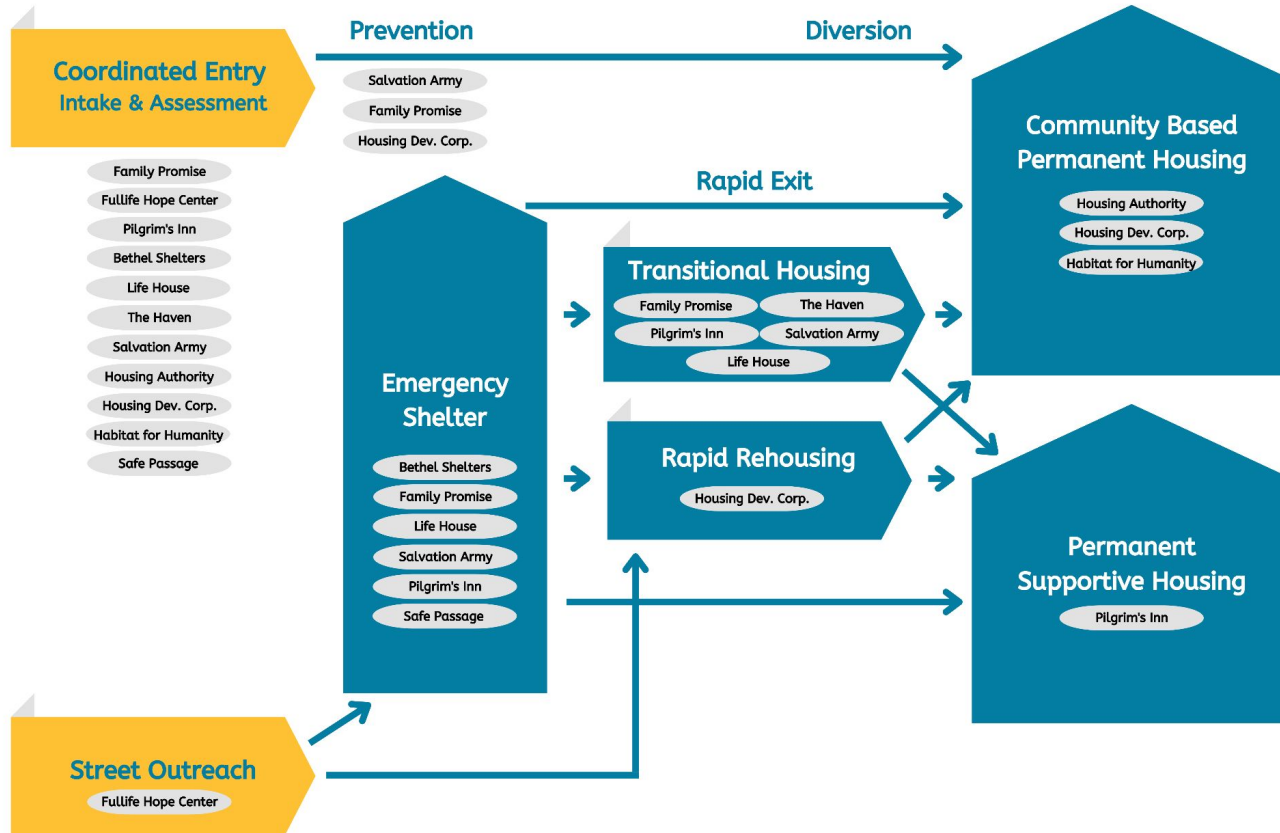 Prevention
Diversion
Coordinated Entry
Intake & Assessment
Salvation Army
Family Promise
Housing Dev. Corp.
Family Promise
Fullife Hope Center
Pilgrim's Inn
Bethel Shelters
Life House
The Haven
Salvation Army
Housing Authority
Housing Dev. Corp.
Habitat for Humanity
Safe Passage
Community Based
Permanent Housing
Housing Authority
Housing Dev. Corp.
Habitat for Humanity
Rapid Exit
Transitional Housing
Family Promise
The Haven
Pilgrim's Inn
Salvation Army
Life House
Emergency
Shelter
Bethel Shelters
Family Promise
Life House
Salvation Army
Pilgrim's Inn
Safe Passage
Rapid Rehousing
Housing Dev. Corp.
Permanent
Supportive Housing
Pilgrim's Inn
Street Outreach
Fullife Hope Center